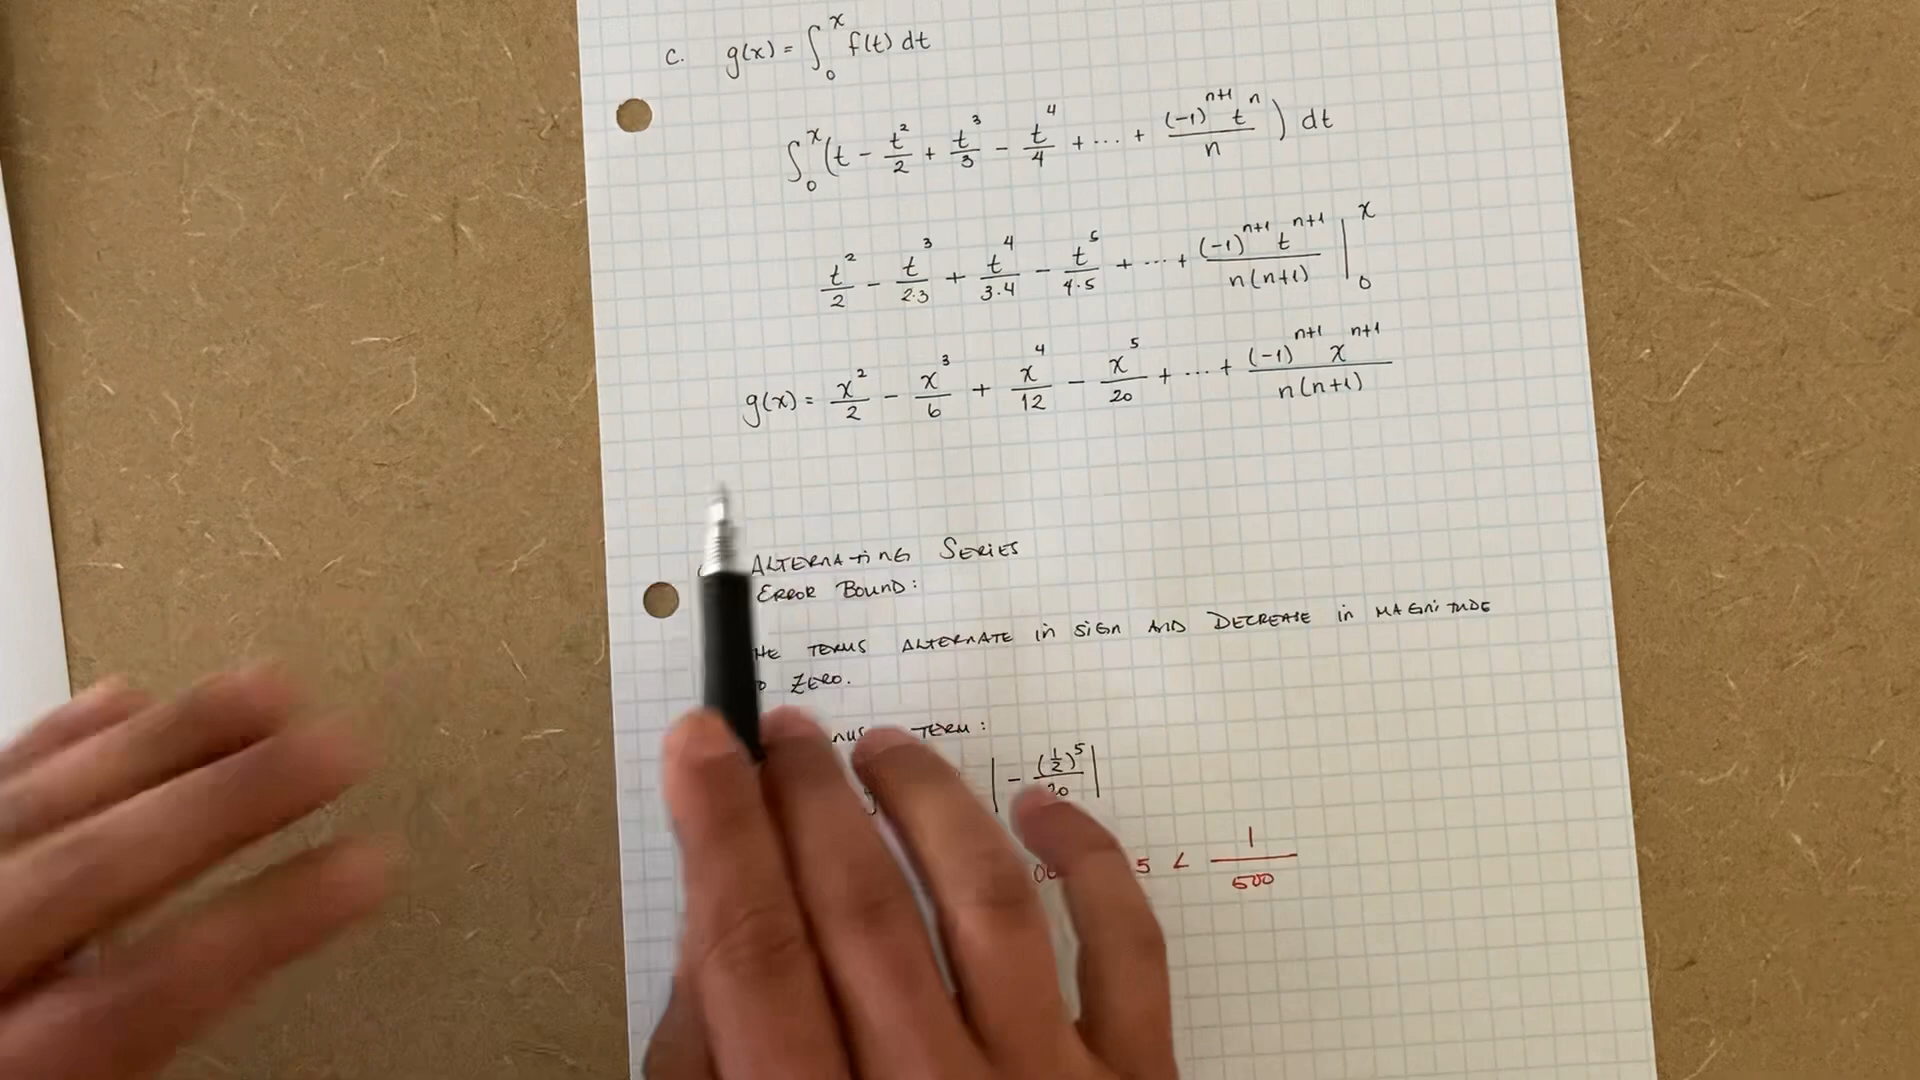 c. g(x) = ∫₀ˣ f(t) dt
∫₀ˣ (t - t²/2 + t³/3 - t⁴/4 + ... + (-1)ⁿ⁺¹ tⁿ/n) dt
t²/2 - t³/2·3 + t⁴/3·4 - t⁵/4·5 + ... + (-1)ⁿ⁺¹ tⁿ⁺¹/n(n+1) |₀ˣ
g(x) = x²/2 - x³/6 + x⁴/12 - x⁵/20 + ... + (-1)ⁿ⁺¹ xⁿ⁺¹/n(n+1)
ALTERNATING SERIES
ERROR BOUND:
TERMS ALTERNATE in SIGN AND DECREASE in MAGNITUDE
ZERO.
TERM:
|- (1/2)⁵/20|
5 < 1/500